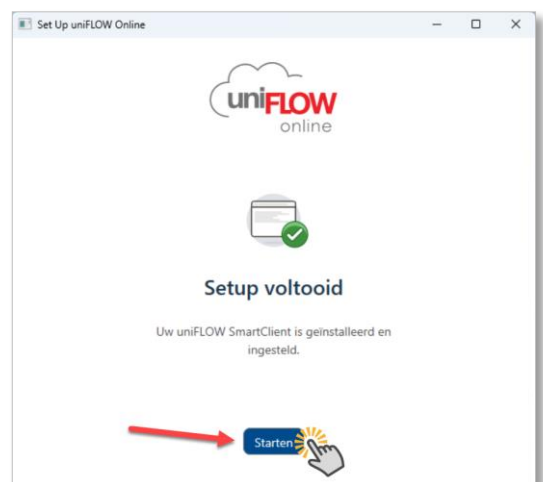 Set Up uniFLOW Online
uniFLOW
online
Setup voltooid
Uw uniFLOW SmartClient is geïnstalleerd en
ingesteld.
Starten